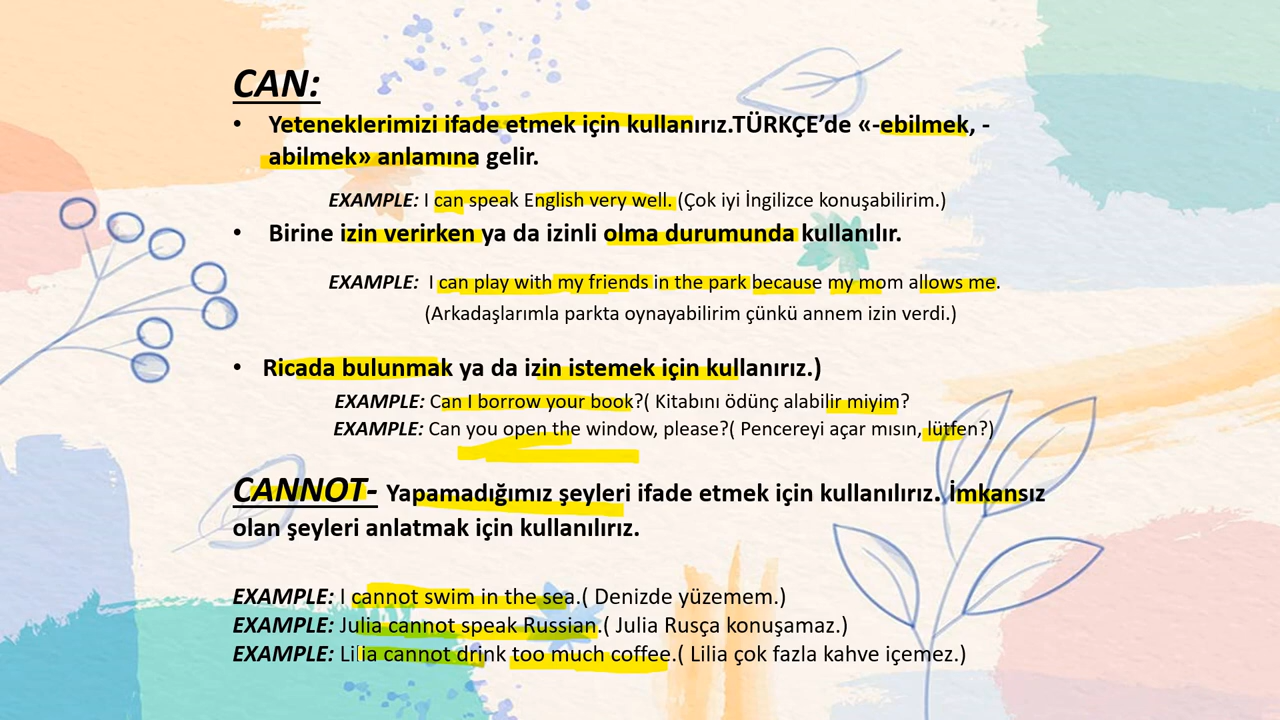 CAN:
• Yeteneklerimizi ifade etmek için kullanırız.TÜRKÇE’de «-ebilmek, -
abilmek» anlamına gelir.
EXAMPLE: I can speak English very well. (Çok iyi İngilizce konuşabilirim.)
• Birine izin verirken ya da izinli olma durumunda kullanılır.
EXAMPLE: I can play with my friends in the park because my mom allows me.
(Arkadaşlarımla parkta oynayabilirim çünkü annem izin verdi.)
• Ricada bulunmak ya da izin istemek için kullanırız.)
EXAMPLE: Can I borrow your book?( Kitabını ödünç alabilir miyim?
EXAMPLE: Can you open the window, please?( Pencereyi açar mısın, lütfen?)
CANNOT- Yapamadığımız şeyleri ifade etmek için kullanılırız. İmkansız
olan şeyleri anlatmak için kullanılırız.
EXAMPLE: I cannot swim in the sea.( Denizde yüzemem.)
EXAMPLE: Julia cannot speak Russian.( Julia Rusça konuşamaz.)
EXAMPLE: Lilia cannot drink too much coffee.( Lilia çok fazla kahve içemez.)